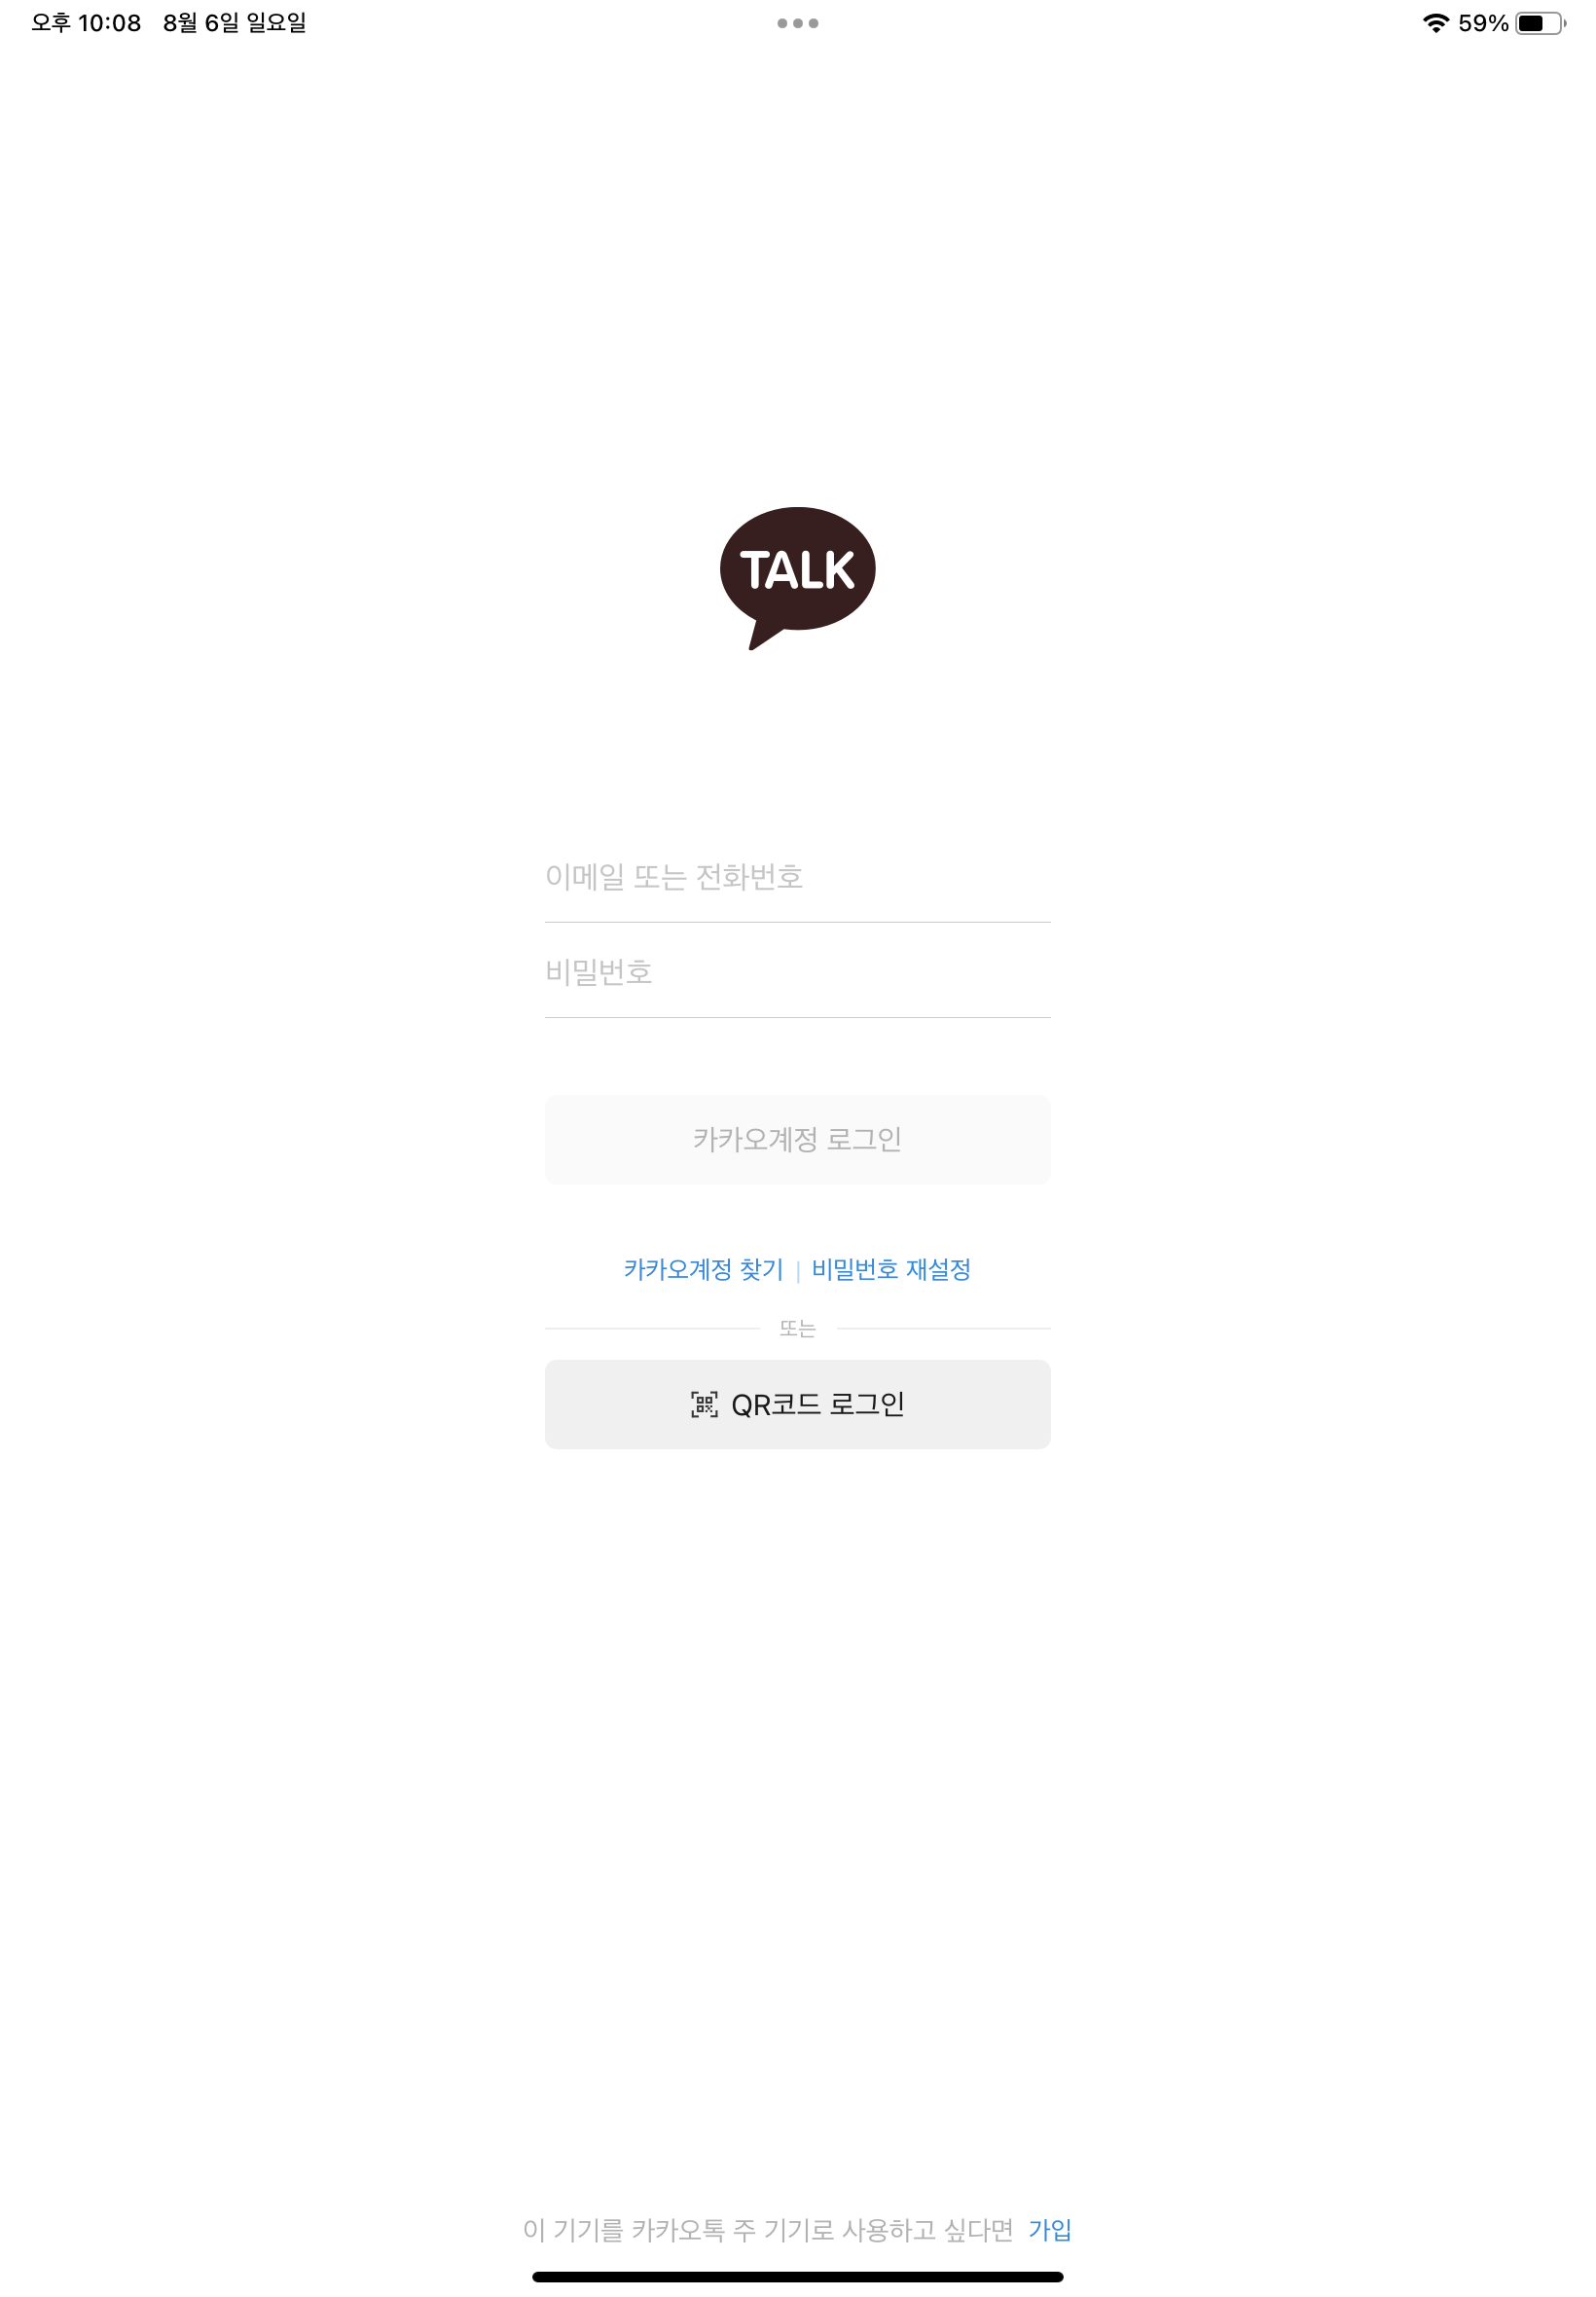 오후 10:08 8월 6일 일요일 59%
TALK
이메일 또는 전화번호
비밀번호
카카오계정 로그인
카카오계정 찾기 | 비밀번호 재설정
또는
QR코드 로그인
이 기기를 카카오톡 주 기기로 사용하고 싶다면 가입